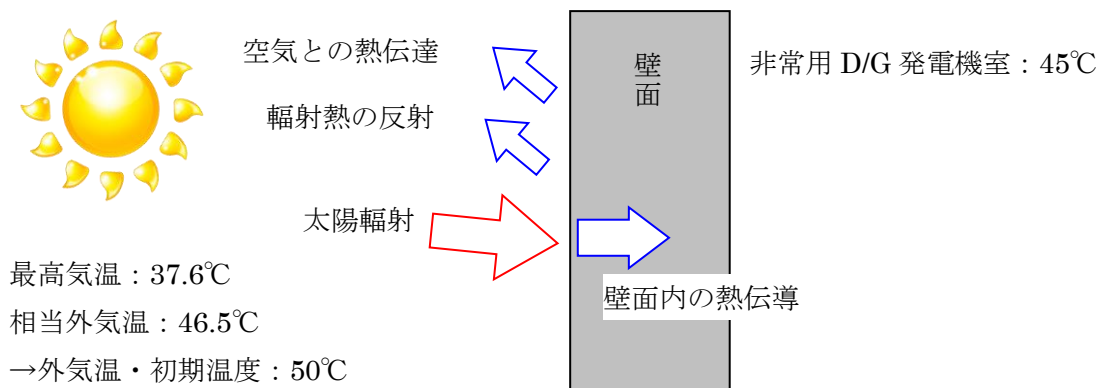 空気との熱伝達
輻射熱の反射
太陽輻射
最高気温：37.6℃
相当外気温：46.5℃
→外気温・初期温度：50℃
壁面
壁面内の熱伝導
非常用 D/G 発電機室：45℃